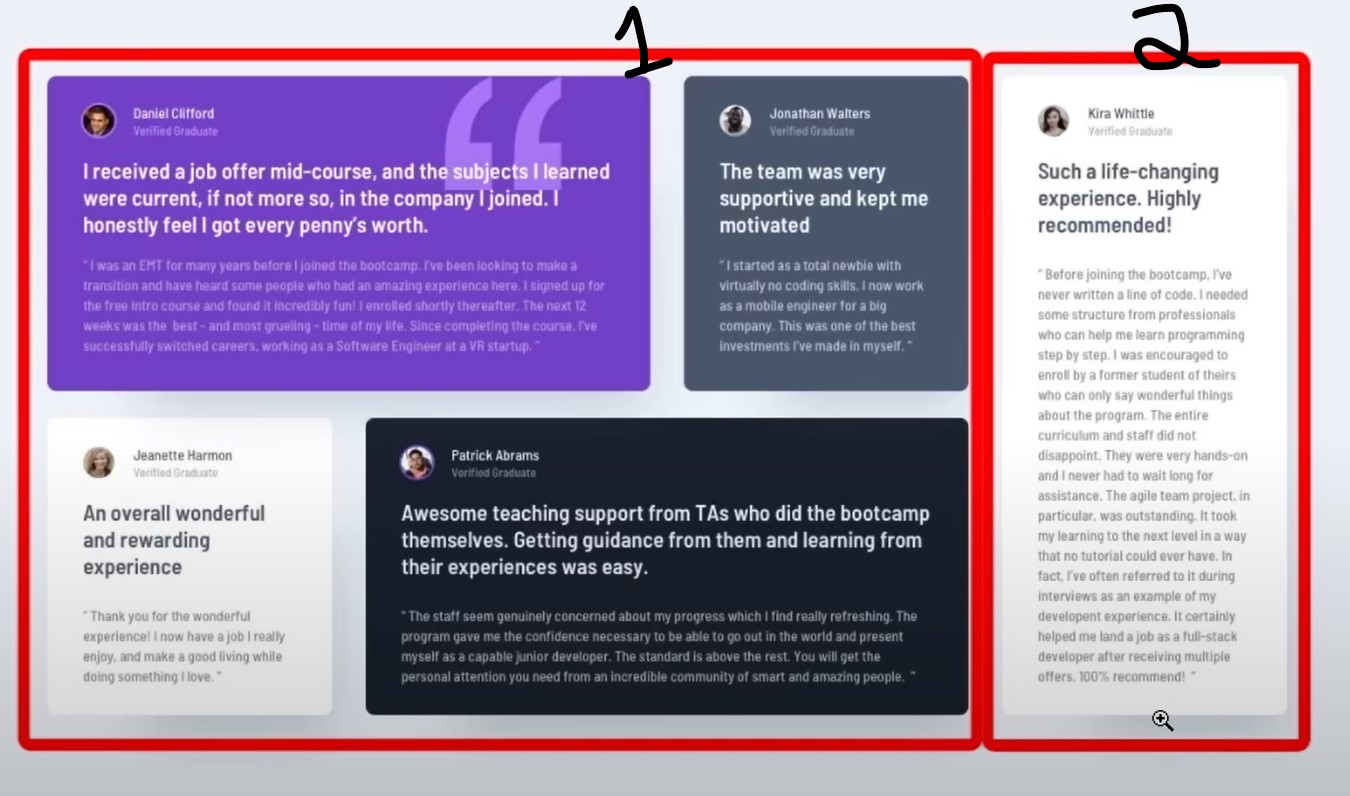 1
2
Daniel Clifford
Verified Graduate
I received a job offer mid-course, and the subjects I learned
were current, if not more so, in the company I joined. I
honestly feel I got every penny’s worth.
“ I was an EMT for many years before I joined the bootcamp. I’ve been looking to make a
transition and have heard some people who had an amazing experience here. I signed up for
the free intro course and found it incredibly fun! I enrolled shortly thereafter. The next 12
weeks was the best - and most grueling - time of my life. Since completing the course, I’ve
successfully switched careers, working as a Software Engineer at a VR startup. ”
Jonathan Walters
Verified Graduate
The team was very
supportive and kept me
motivated
“ I started as a total newbie with
virtually no coding skills. I now work
as a mobile engineer for a big
company. This was one of the best
investments I’ve made in myself. ”
Kira Whittle
Verified Graduate
Such a life-changing
experience. Highly
recommended!
“ Before joining the bootcamp, I’ve
never written a line of code. I needed
some structure from professionals
who can help me learn programming
step by step. I was encouraged to
enroll by a former student of theirs
who can only say wonderful things
about the program. The entire
curriculum and staff did not
disappoint. They were very hands-on
and I never had to wait long for
assistance. The agile team project, in
particular, was outstanding. It took
my learning to the next level in a way
that no tutorial could ever have. In
fact, I’ve often referred to it during
interviews as an example of my
developent experience. It certainly
helped me land a job as a full-stack
developer after receiving multiple
offers. 100% recommend! ”
Jeanette Harmon
Verified Graduate
An overall wonderful
and rewarding
experience
“ Thank you for the wonderful
experience! I now have a job I really
enjoy, and make a good living while
doing something I love. ”
Patrick Abrams
Verified Graduate
Awesome teaching support from TAs who did the bootcamp
themselves. Getting guidance from them and learning from
their experiences was easy.
“ The staff seem genuinely concerned about my progress which I find really refreshing. The
program gave me the confidence necessary to be able to go out in the world and present
myself as a capable junior developer. The standard is above the rest. You will get the
personal attention you need from an incredible community of smart and amazing people. ”